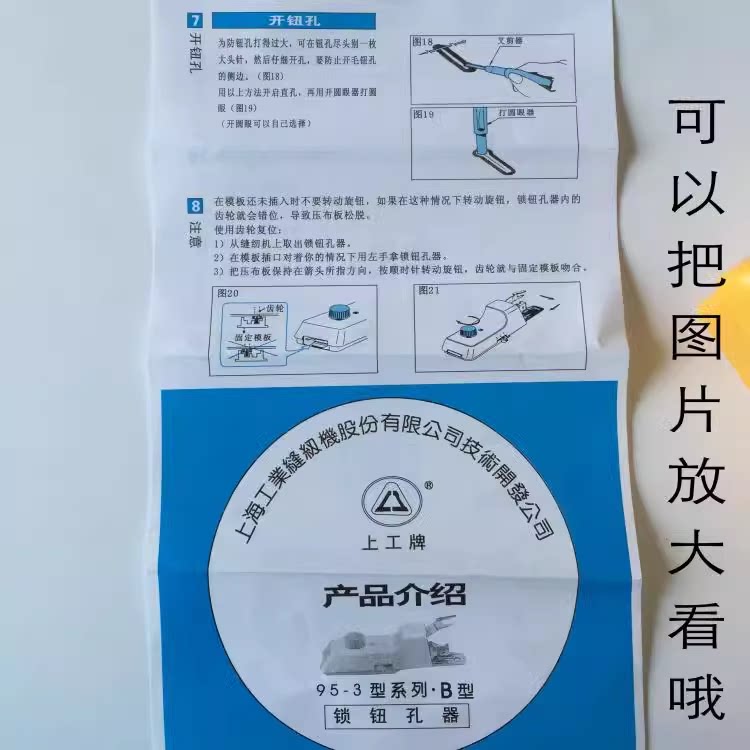 7 开钮孔
开钮孔
为防钮孔打得过大，可在钮孔尽头别一枚
大头针，然后仔细开孔，要防止开毛钮孔
的侧边。（图18）
用以上方法开启直孔，再用开圆眼器打圆
眼（图19）
（开圆眼可以自己选择）
图18
叉剪器
图19
打圆眼器
8
注意
在模板还未插入时不要转动旋钮，如果在这种情况下转动旋钮，锁钮孔器内的
齿轮就会错位，导致压布板松脱。
使用齿轮复位：
1）从缝纫机上取出锁钮孔器。
2）在模板插口对着你的情况下用左手拿锁钮孔器。
3）把压布板保持在箭头所指方向，按顺时针转动旋钮，齿轮就与固定模板吻合。
图20
齿轮
固定模板
图21
上海工業縫紉機股份有限公司技術開發公司
®
上工牌
产品介绍
95-3型系列·B型
锁钮孔器
可以把图片放大看哦